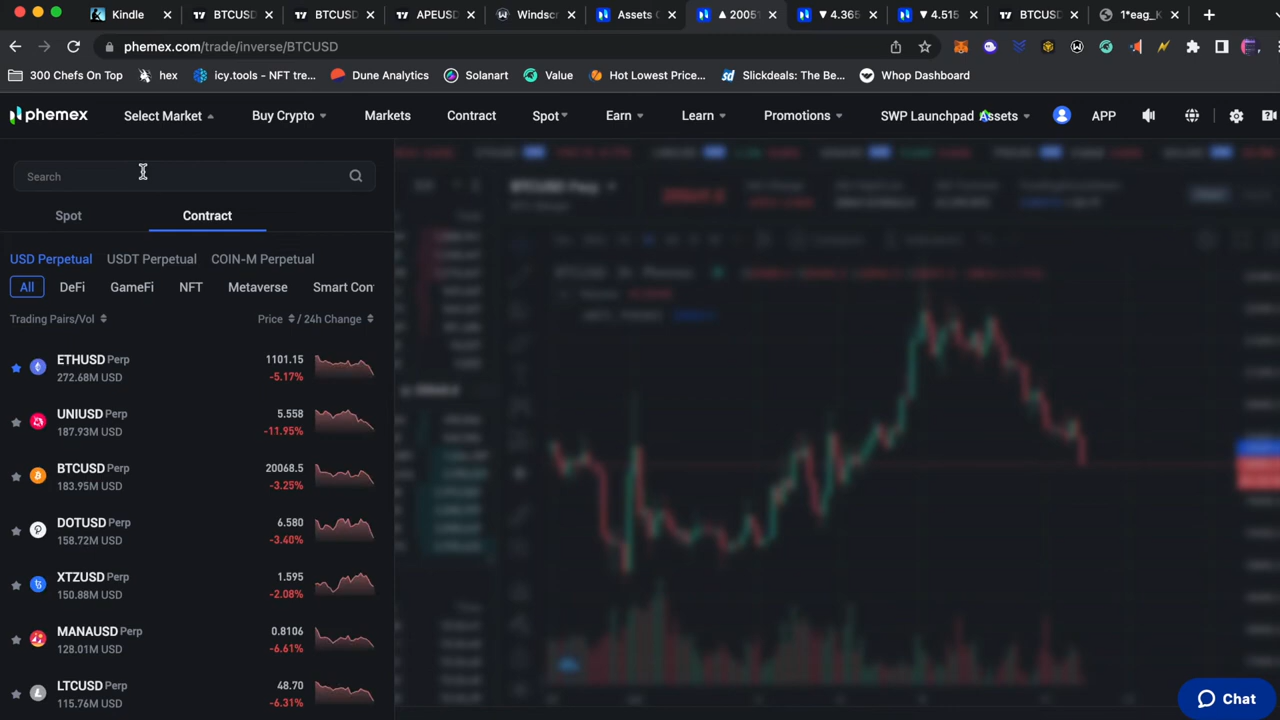 Kindle
BTCUSD
BTCUSD
APEUSD
Windscr
Assets O
▲ 20051
▼ 4.365
▼ 4.515
BTCUSD
1*eag_K
phemex.com/trade/inverse/BTCUSD
300 Chefs On Top
hex
icy.tools - NFT tre...
Dune Analytics
Solanart
Value
Hot Lowest Price...
Slickdeals: The Be...
Whop Dashboard
phemex
Select Market
Buy Crypto
Markets
Contract
Spot
Earn
Learn
Promotions
SWP Launchpad
Assets
APP
Search
Spot
Contract
USD Perpetual
USDT Perpetual
COIN-M Perpetual
All
DeFi
GameFi
NFT
Metaverse
Smart Con
Trading Pairs/Vol
Price / 24h Change
ETHUSD Perp 1101.15
272.68M USD -5.17%
UNIUSD Perp 5.558
187.93M USD -11.95%
BTCUSD Perp 20068.5
183.95M USD -3.25%
DOTUSD Perp 6.580
158.72M USD -3.40%
XTZUSD Perp 1.595
150.88M USD -2.08%
MANAUSD Perp 0.8106
128.01M USD -6.61%
LTCUSD Perp 48.70
115.76M USD -6.31%
BTCUSD Perp
Chat